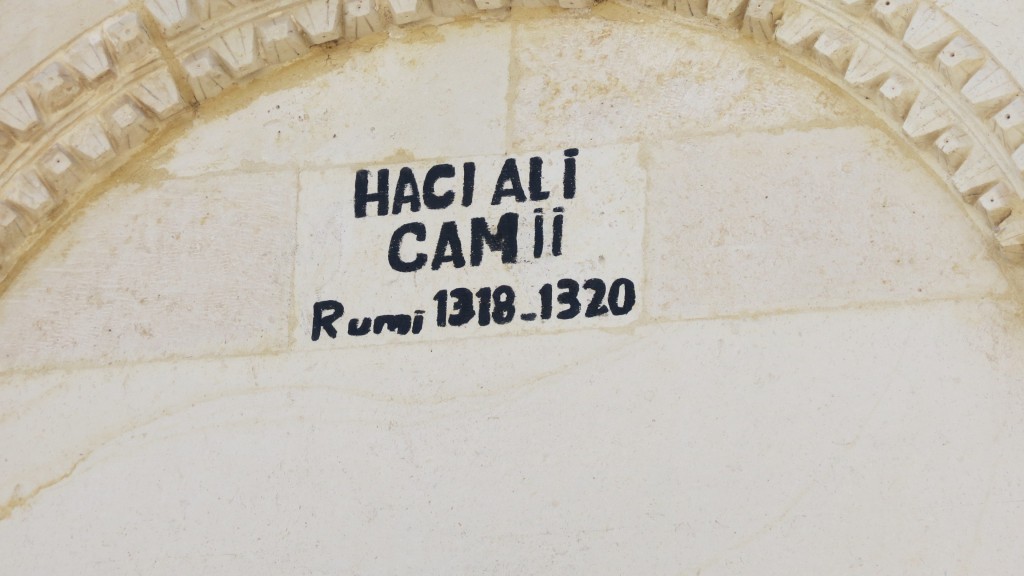 HACI ALİ
CAMİİ
Rumi 1318-1320